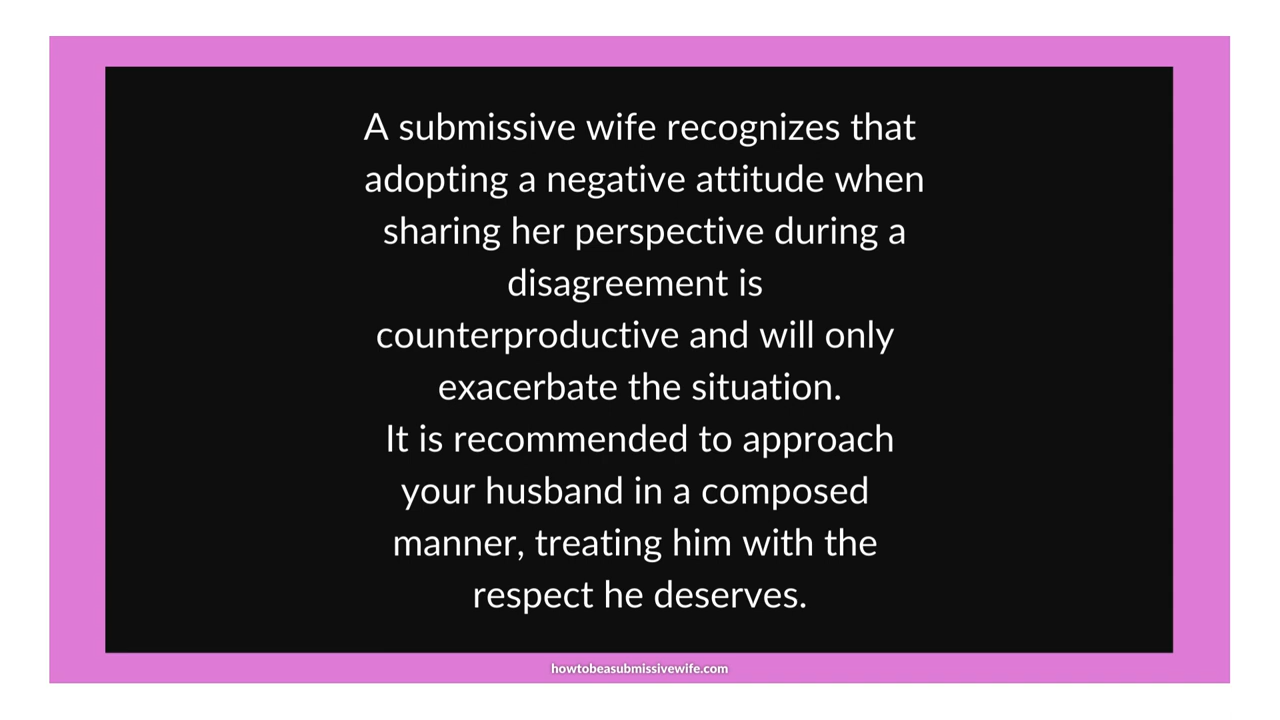 A submissive wife recognizes that
adopting a negative attitude when
sharing her perspective during a
disagreement is
counterproductive and will only
exacerbate the situation.
It is recommended to approach
your husband in a composed
manner, treating him with the
respect he deserves.
howtobeasubmissivewife.com